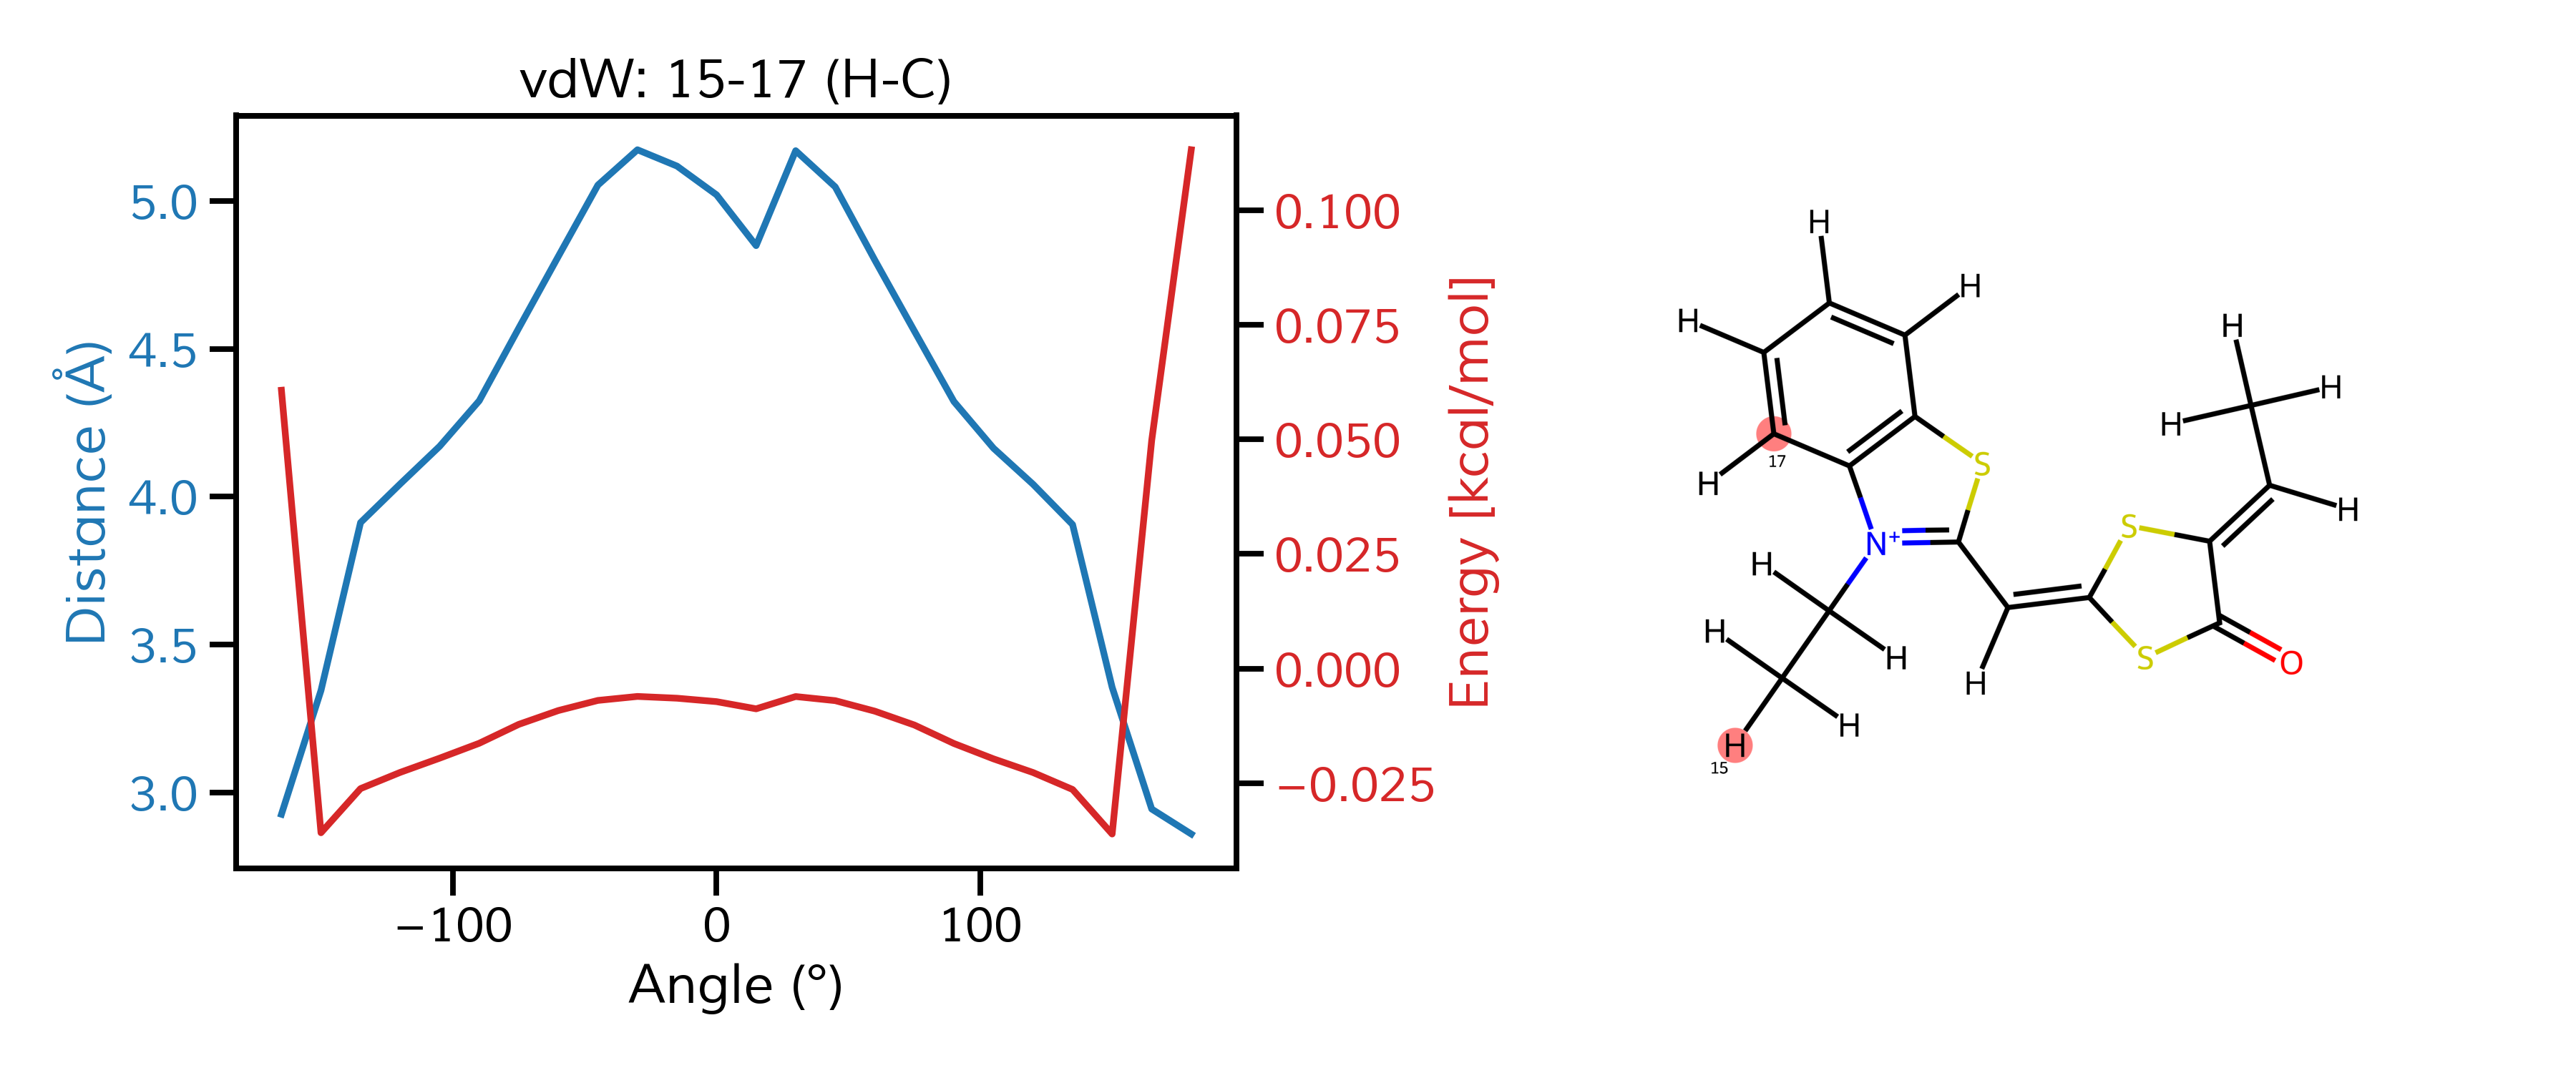 vdW: 15-17 (H-C)
Distance (Å)
5.0
4.5
4.0
3.5
3.0
−100
0
100
Angle (°)
0.100
0.075
0.050
0.025
0.000
−0.025
Energy [kcal/mol]
H
H
H
H
H
H
H
17
S
H
H
S
N⁺
H
H
H
S
O
H
H
H
15